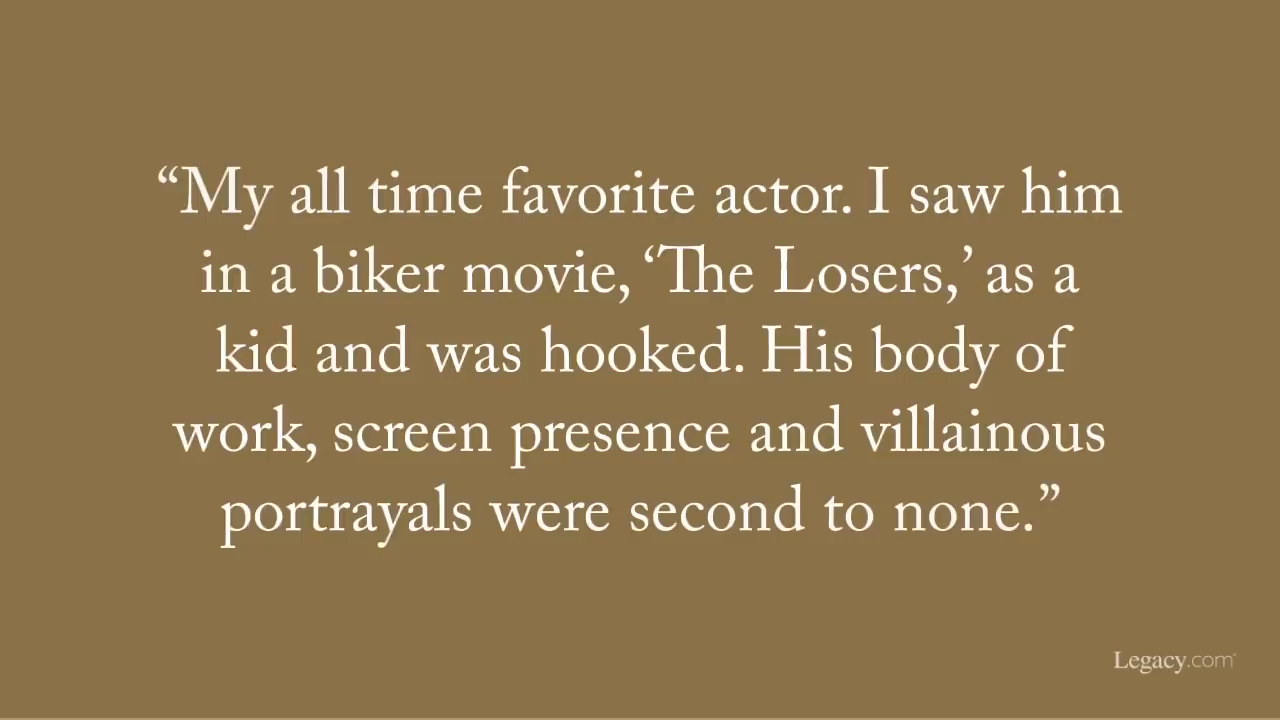 “My all time favorite actor. I saw him
in a biker movie, ‘The Losers,’ as a
kid and was hooked. His body of
work, screen presence and villainous
portrayals were second to none.”
Legacy.com